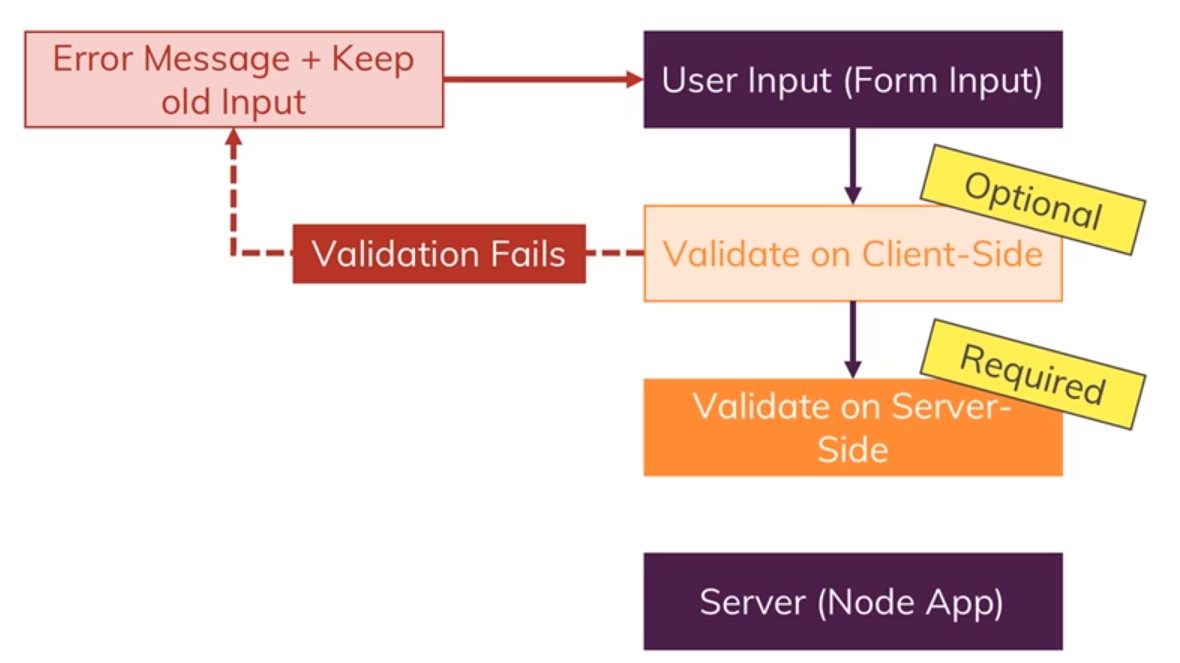 Error Message + Keep
old Input
User Input (Form Input)
Optional
Validation Fails
Validate on Client-Side
Required
Validate on Server-
Side
Server (Node App)